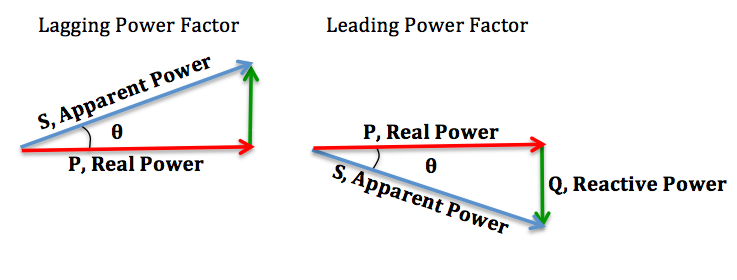 Lagging Power Factor
S, Apparent Power
θ
P, Real Power
Leading Power Factor
P, Real Power
θ
S, Apparent Power
Q, Reactive Power